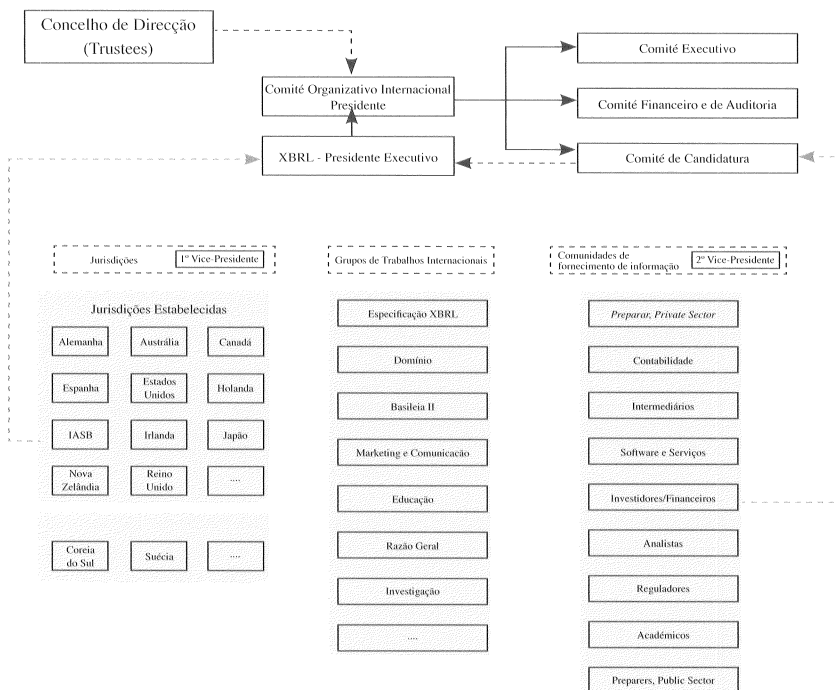 Concelho de Direcção
(Trustees)
Comité Organizativo Internacional
Presidente
XBRL - Presidente Executivo
Comité Executivo
Comité Financeiro e de Auditoria
Comité de Candidatura
Jurisdições
1º Vice-Presidente
Grupos de Trabalhos Internacionais
Comunidades de
fornecimento de informação
2º Vice-Presidente
Jurisdições Estabelecidas
Alemanha
Austrália
Canadá
Espanha
Estados
Unidos
Holanda
IASB
Irlanda
Japão
Nova
Zelândia
Reino
Unido
....
Coreia
do Sul
Suécia
....
Especificação XBRL
Domínio
Basileia II
Marketing e Comunicacão
Educação
Razão Geral
Investigação
....
Preparar, Private Sector
Contabilidade
Intermediários
Software e Serviços
Investidores/Financeiros
Analistas
Reguladores
Académicos
Preparers, Public Sector